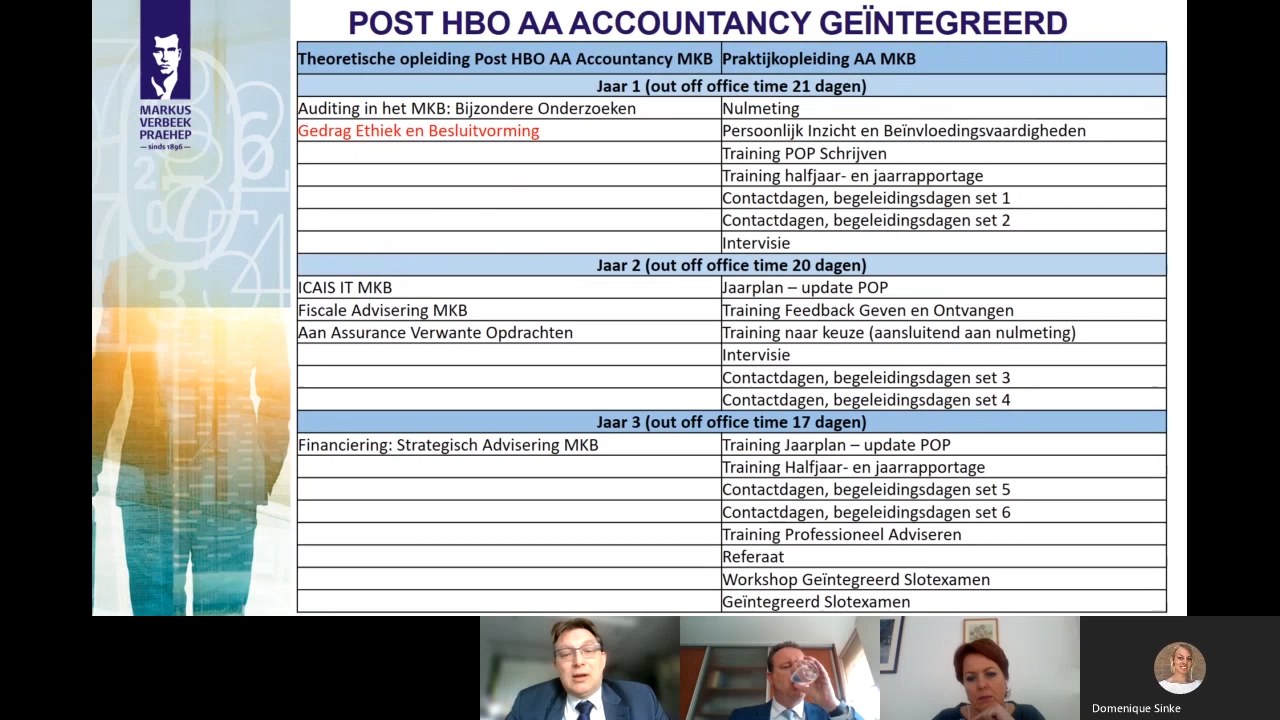 POST HBO AA ACCOUNTANCY GEÏNTEGREERD
MARKUS
VERBEEK
PRAEHEP
— sinds 1896 —
Theoretische opleiding Post HBO AA Accountancy MKB Praktijkopleiding AA MKB
Jaar 1 (out off office time 21 dagen)
Auditing in het MKB: Bijzondere Onderzoeken Nulmeting
Gedrag Ethiek en Besluitvorming Persoonlijk Inzicht en Beïnvloedingsvaardigheden
Training POP Schrijven
Training halfjaar- en jaarrapportage
Contactdagen, begeleidingsdagen set 1
Contactdagen, begeleidingsdagen set 2
Intervisie
Jaar 2 (out off office time 20 dagen)
ICAIS IT MKB Jaarplan – update POP
Fiscale Advisering MKB Training Feedback Geven en Ontvangen
Aan Assurance Verwante Opdrachten Training naar keuze (aansluitend aan nulmeting)
Intervisie
Contactdagen, begeleidingsdagen set 3
Contactdagen, begeleidingsdagen set 4
Jaar 3 (out off office time 17 dagen)
Financiering: Strategisch Advisering MKB Training Jaarplan – update POP
Training Halfjaar- en jaarrapportage
Contactdagen, begeleidingsdagen set 5
Contactdagen, begeleidingsdagen set 6
Training Professioneel Adviseren
Referaat
Workshop Geïntegreerd Slotexamen
Geïntegreerd Slotexamen
Domenique Sinke